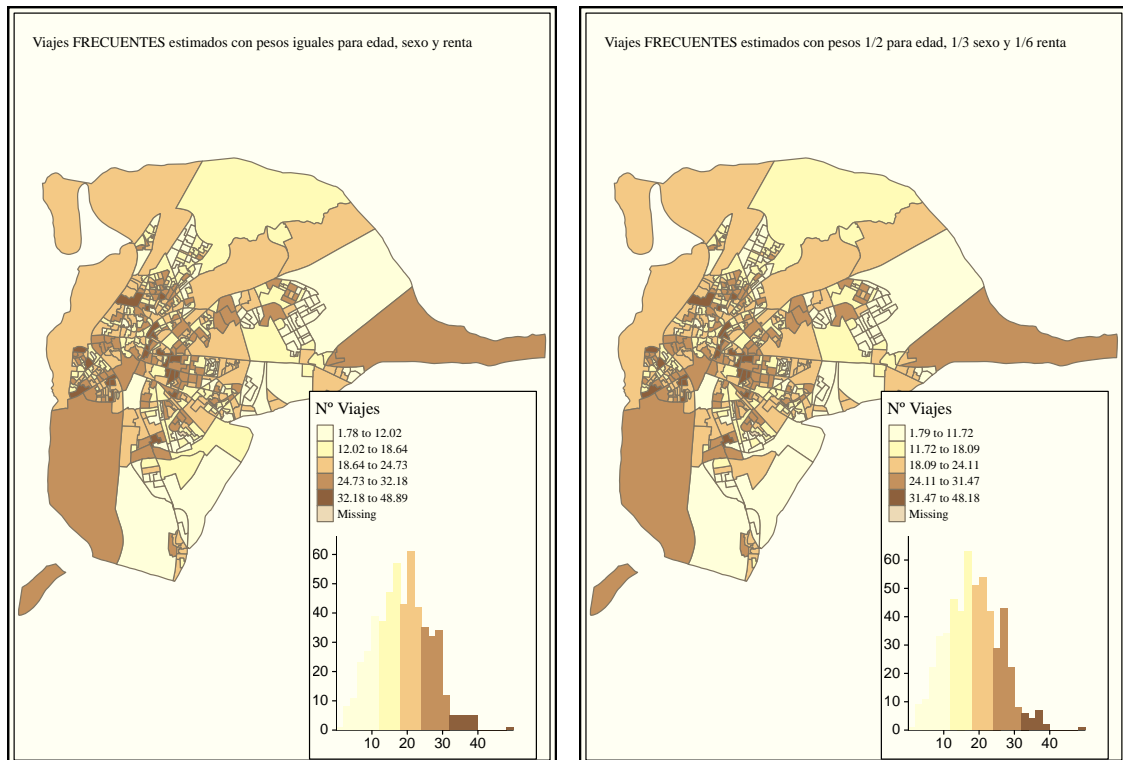 Viajes FRECUENTES estimados con pesos iguales para edad, sexo y renta
Nº Viajes
1.78 to 12.02
12.02 to 18.64
18.64 to 24.73
24.73 to 32.18
32.18 to 48.89
Missing
60
50
40
30
20
10
0
10 20 30 40
Viajes FRECUENTES estimados con pesos 1/2 para edad, 1/3 sexo y 1/6 renta
Nº Viajes
1.79 to 11.72
11.72 to 18.09
18.09 to 24.11
24.11 to 31.47
31.47 to 48.18
Missing
60
50
40
30
20
10
0
10 20 30 40